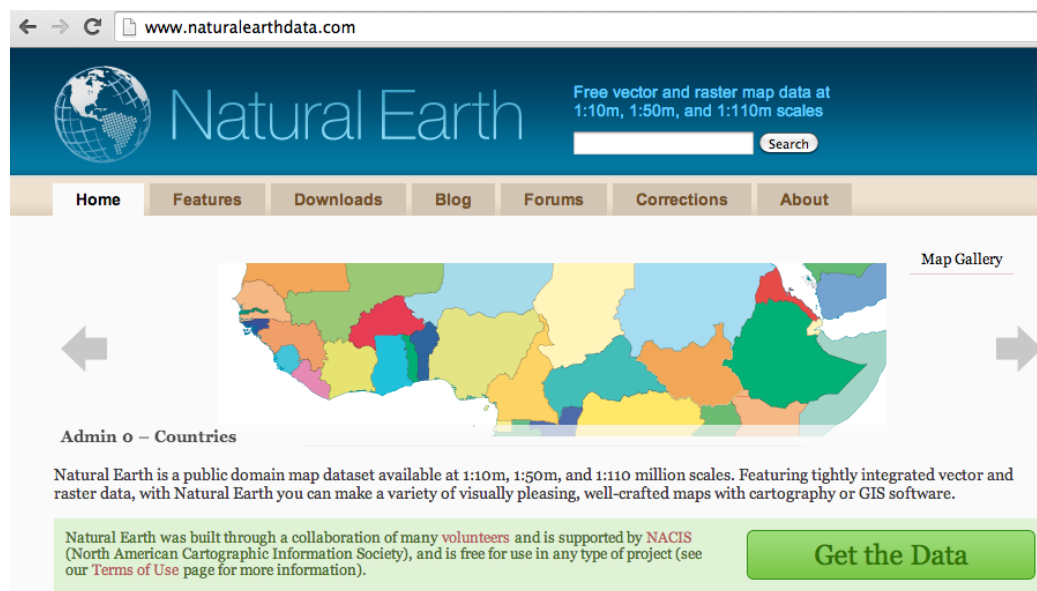 www.naturalearthdata.com
Natural Earth
Free vector and raster map data at
1:10m, 1:50m, and 1:110m scales
Search
Home Features Downloads Blog Forums Corrections About
Map Gallery
Admin 0 – Countries
Natural Earth is a public domain map dataset available at 1:10m, 1:50m, and 1:110 million scales. Featuring tightly integrated vector and
raster data, with Natural Earth you can make a variety of visually pleasing, well-crafted maps with cartography or GIS software.
Natural Earth was built through a collaboration of many volunteers and is supported by NACIS
(North American Cartographic Information Society), and is free for use in any type of project (see
our Terms of Use page for more information).
Get the Data